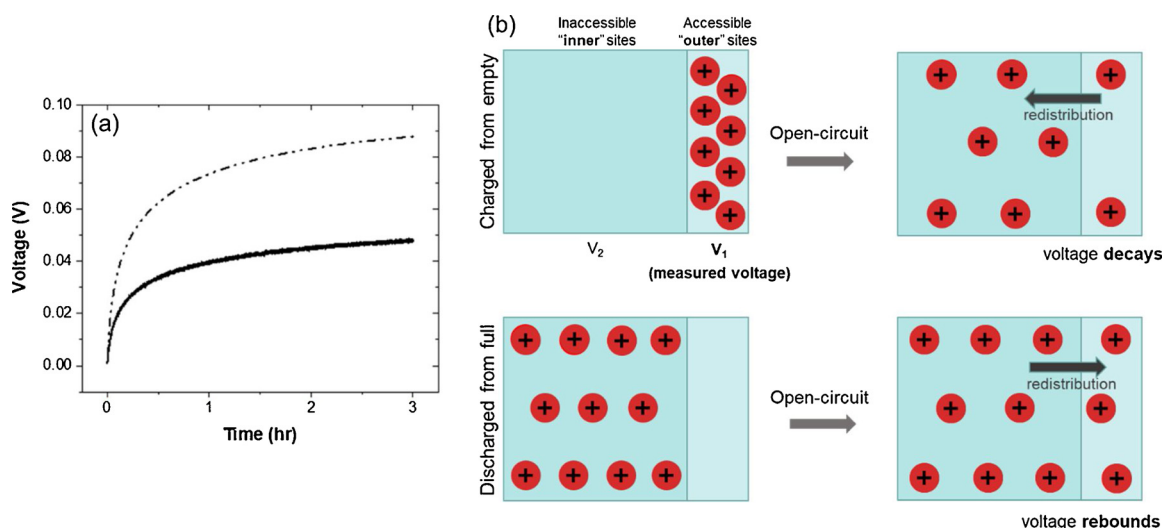 (a)
0.10
0.08
0.06
0.04
0.02
0.00
Voltage (V)
0
1
2
3
Time (hr)
(b)
Inaccessible
"inner" sites
Accessible
"outer" sites
Charged from empty
+ + + + + + + +
V2
V1
(measured voltage)
Open-circuit
+ + +
redistribution
+ +
+ + +
voltage decays
Discharged from full
+ + + +
+ + +
+ + + +
Open-circuit
+ + + +
redistribution
+ + +
+ + + +
voltage rebounds